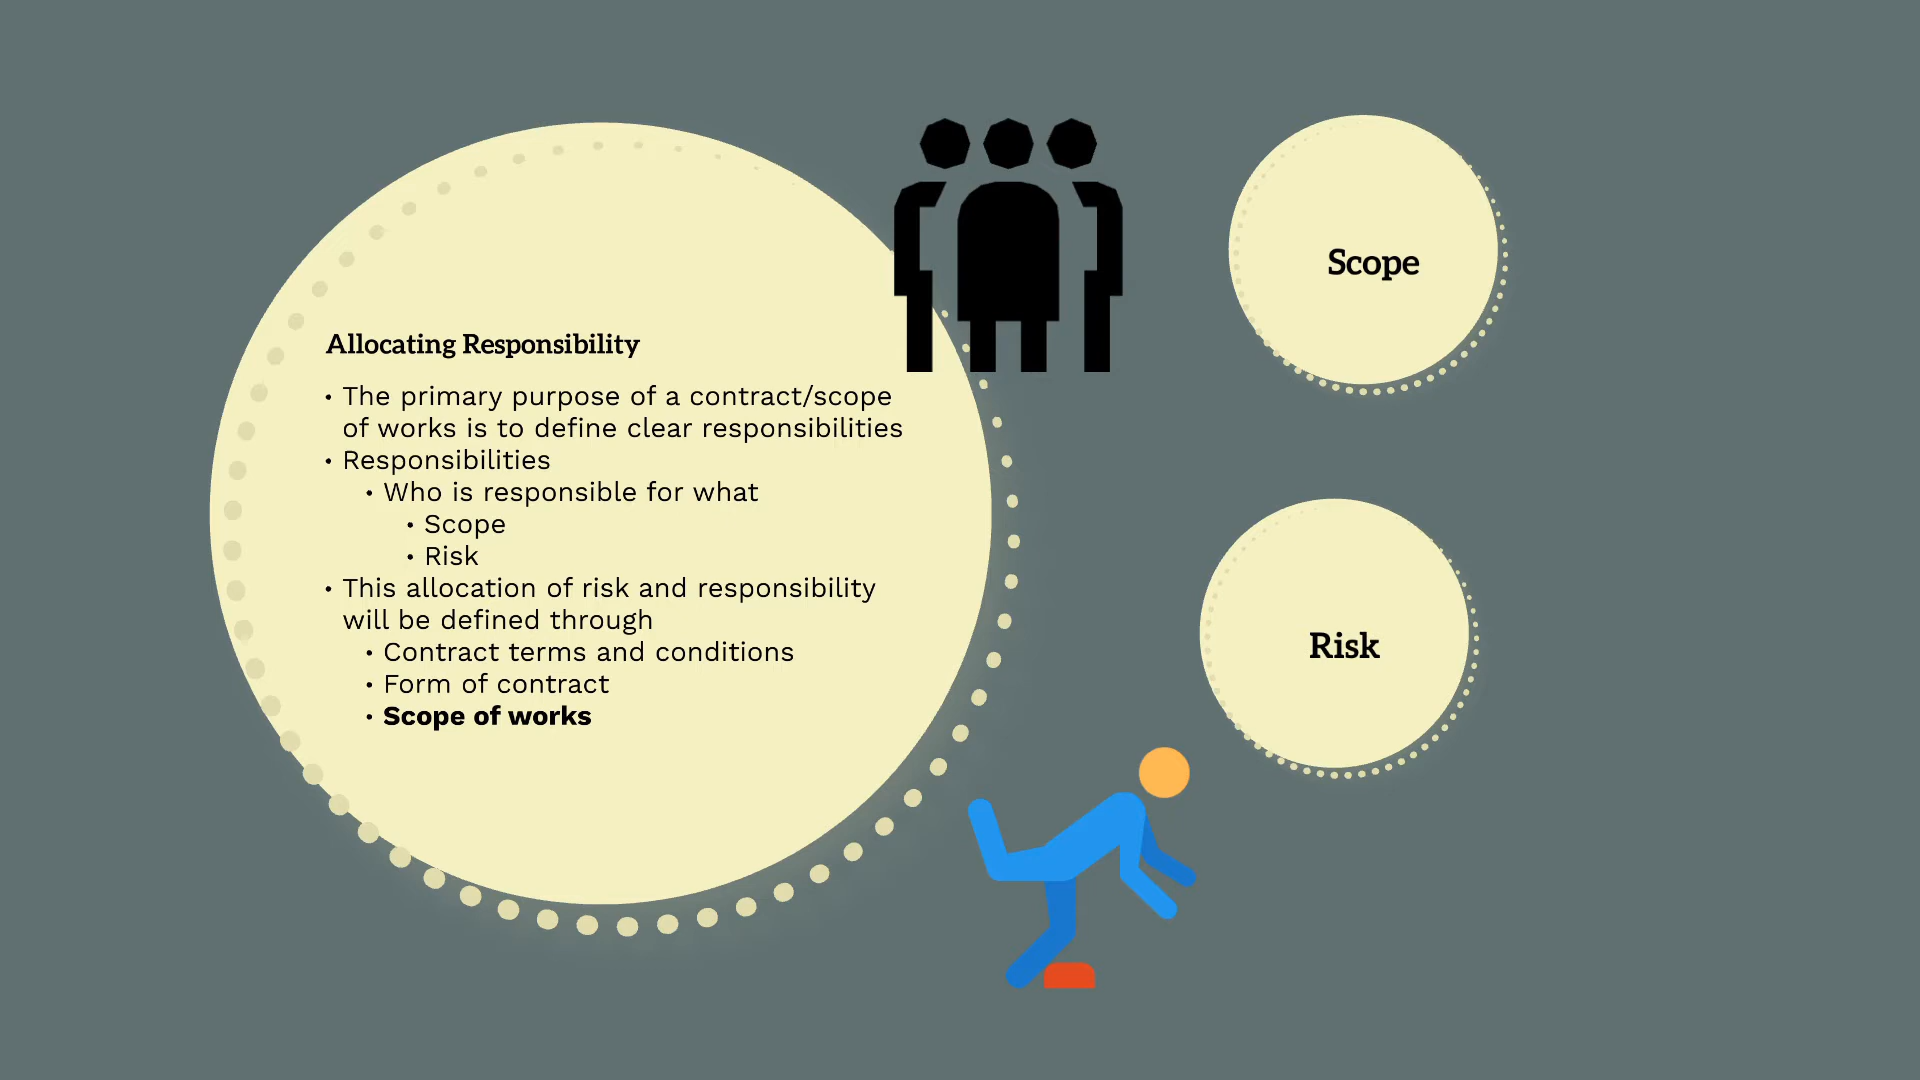 Allocating Responsibility
• The primary purpose of a contract/scope
of works is to define clear responsibilities
• Responsibilities
• Who is responsible for what
• Scope
• Risk
• This allocation of risk and responsibility
will be defined through
• Contract terms and conditions
• Form of contract
• Scope of works
Scope
Risk